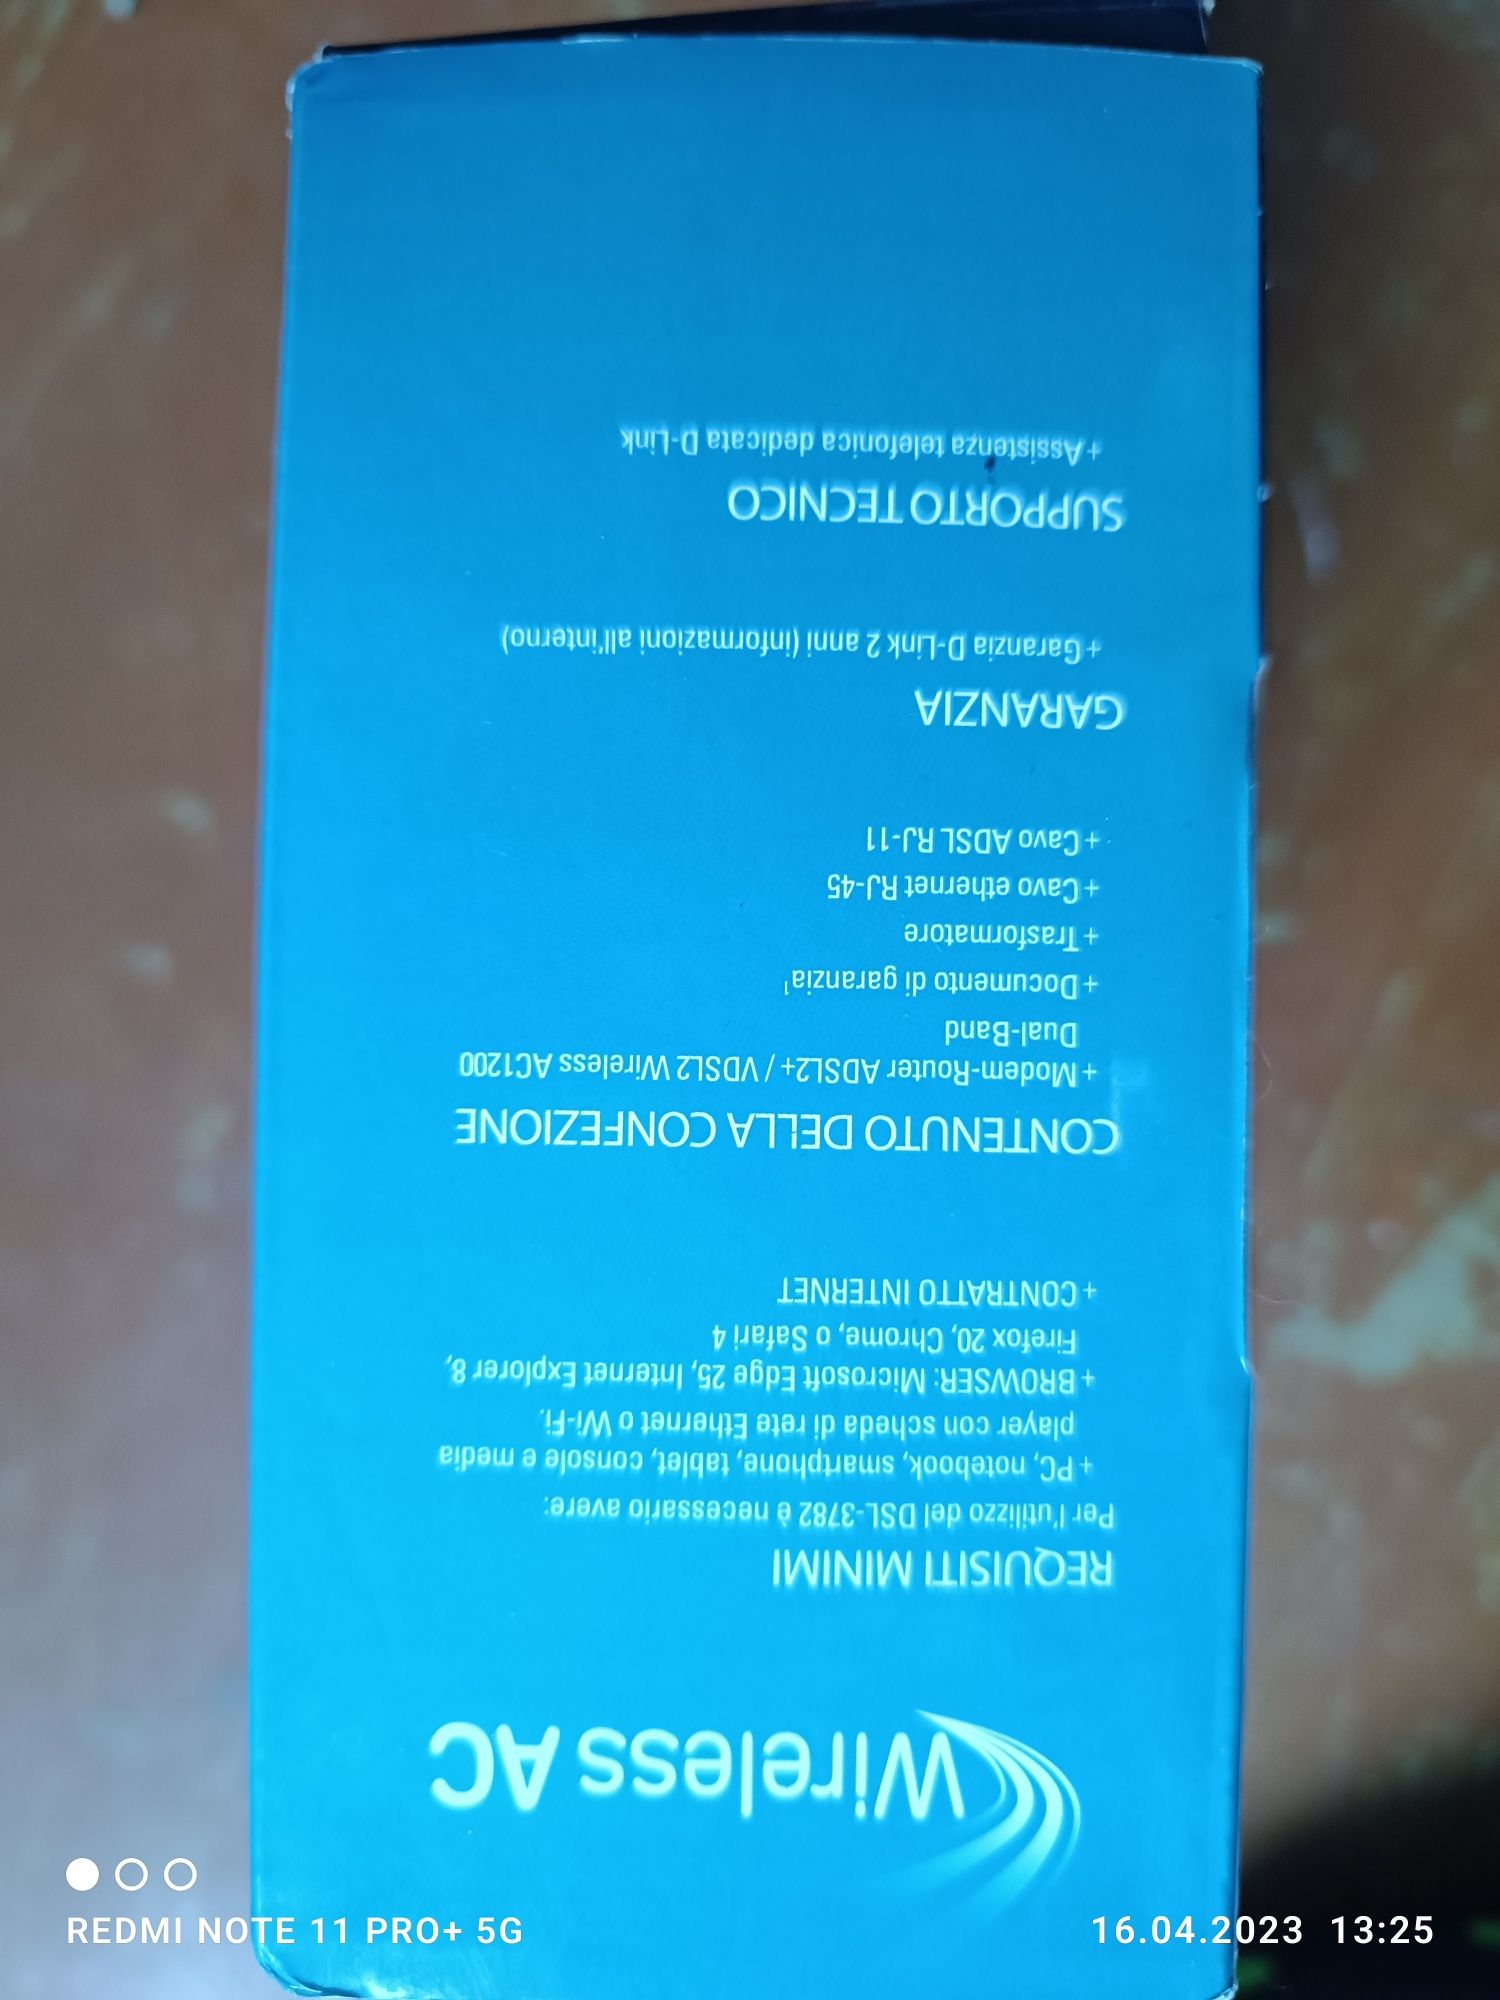 Wireless AC
REQUISITI MINIMI
Per l'utilizzo del DSL-3782 è necessario avere:
+ PC, notebook, smartphone, tablet, console e media
player con scheda di rete Ethernet o Wi-Fi.
+ BROWSER: Microsoft Edge 25, Internet Explorer 8,
Firefox 20, Chrome, o Safari 4
+ CONTRATTO INTERNET
CONTENUTO DELLA CONFEZIONE
+ Modem-Router ADSL2+ / VDSL2 Wireless AC1200
Dual-Band
+ Documento di garanzia¹
+ Trasformatore
+ Cavo ethernet RJ-45
+ Cavo ADSL RJ-11
GARANZIA
+ Garanzia D-Link 2 anni (informazioni all'interno)
SUPPORTO TECNICO
+ Assistenza telefonica dedicata D-Link
REDMI NOTE 11 PRO+ 5G
16.04.2023 13:25